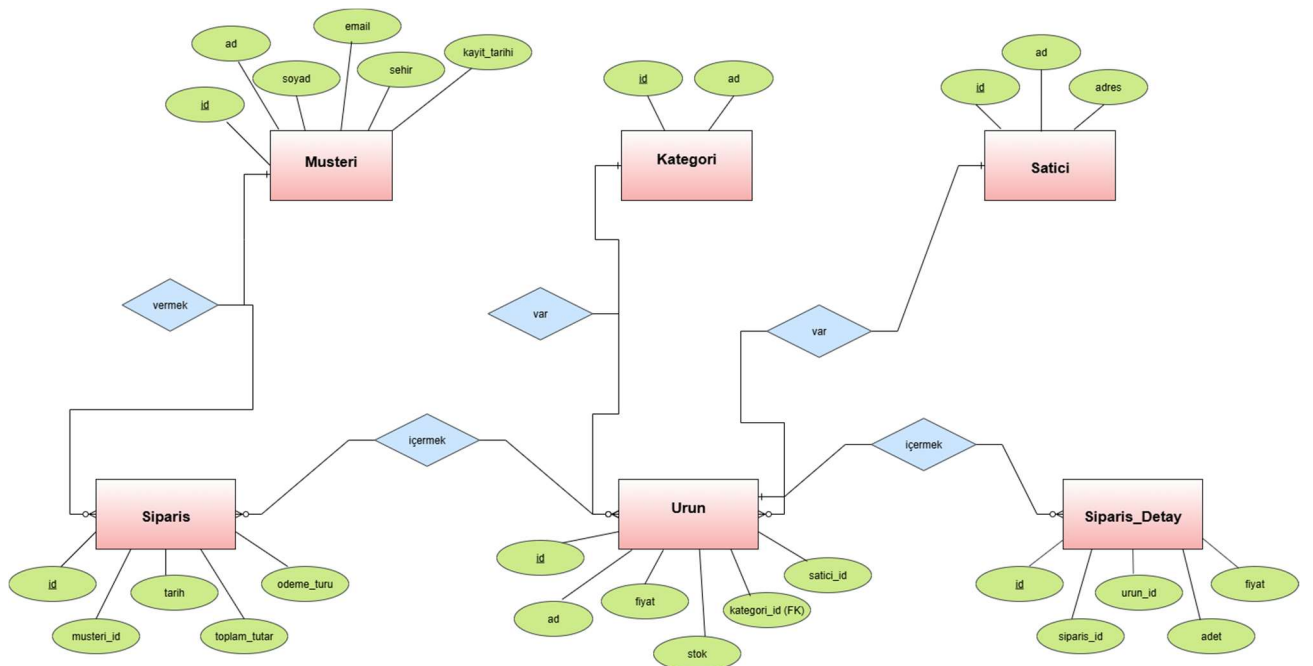 email
ad
kayit_tarihi
soyad
sehir
id
Musteri
id
ad
Kategori
ad
id
adres
Satici
vermek
var
var
içermek
içermek
Siparis
id
tarih
odeme_turu
musteri_id
toplam_tutar
Urun
id
ad
fiyat
stok
kategori_id (FK)
satici_id
Siparis_Detay
id
urun_id
fiyat
siparis_id
adet